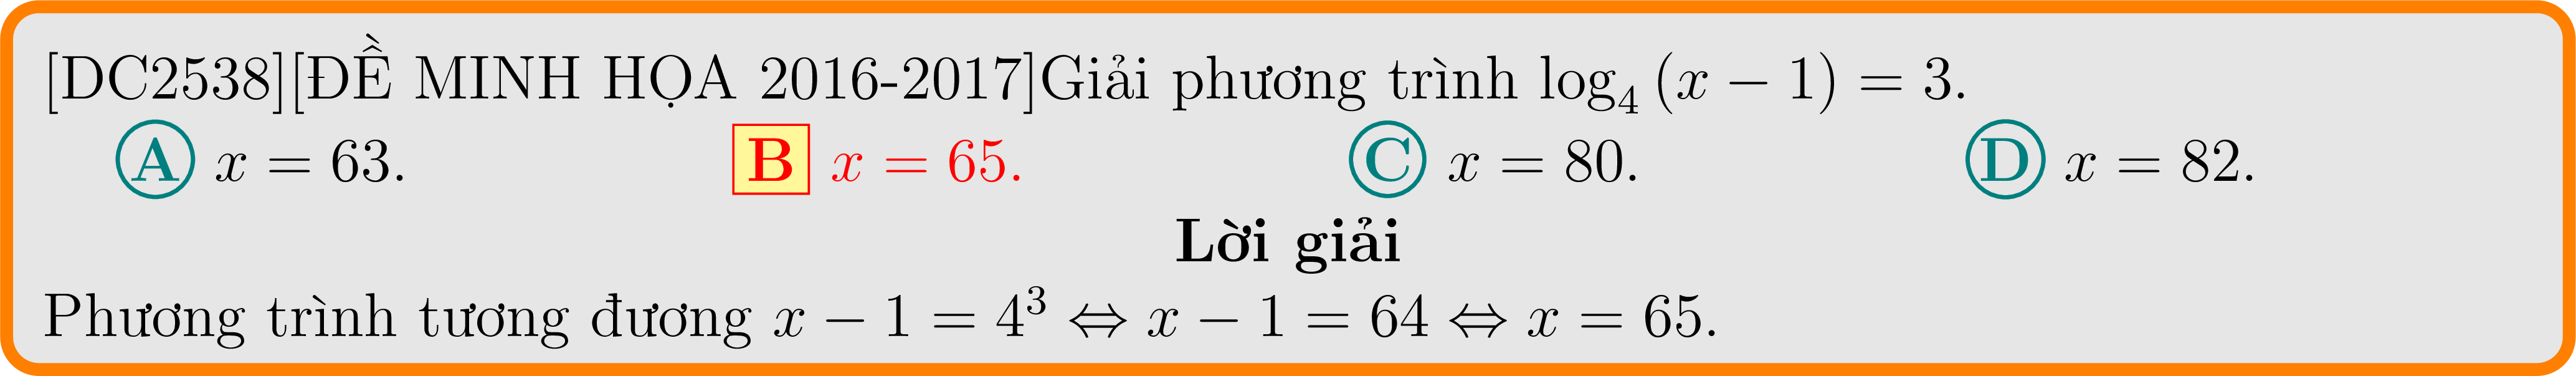 [DC2538][ĐỀ MINH HỌA 2016-2017]Giải phương trình log₄ (x − 1) = 3.
A x = 63. B x = 65. C x = 80. D x = 82.
Lời giải
Phương trình tương đương x − 1 = 4³ ⇔ x − 1 = 64 ⇔ x = 65.